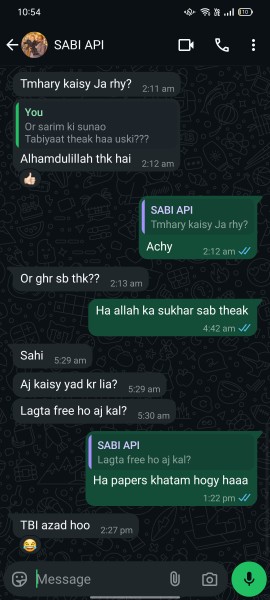 10:54
SABI API
Tmhary kaisy Ja rhy? 2:11 am
You
Or sarim ki sunao
Tabiyaat theak haa uski???
Alhamdulillah thk hai 2:12 am
👍🏻
SABI API
Tmhary kaisy Ja rhy?
Achy 2:12 am
Or ghr sb thk?? 2:13 am
Ha allah ka sukhar sab theak
4:42 am
Sahi 5:29 am
Aj kaisy yad kr lia? 5:29 am
Lagta free ho aj kal? 5:30 am
SABI API
Lagta free ho aj kal?
Ha papers khatam hogy haaa
1:22 pm
TBI azad hoo 2:27 pm
😂
Message